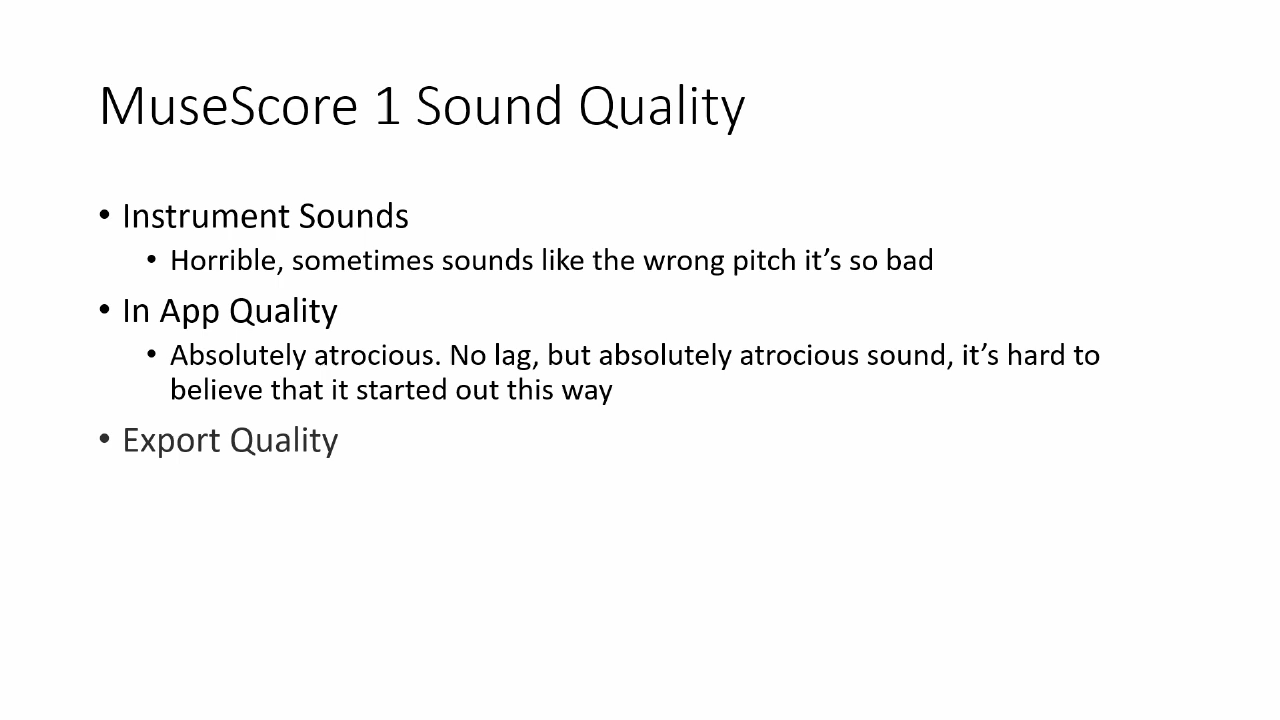 MuseScore 1 Sound Quality
• Instrument Sounds
• Horrible, sometimes sounds like the wrong pitch it’s so bad
• In App Quality
• Absolutely atrocious. No lag, but absolutely atrocious sound, it’s hard to
believe that it started out this way
• Export Quality